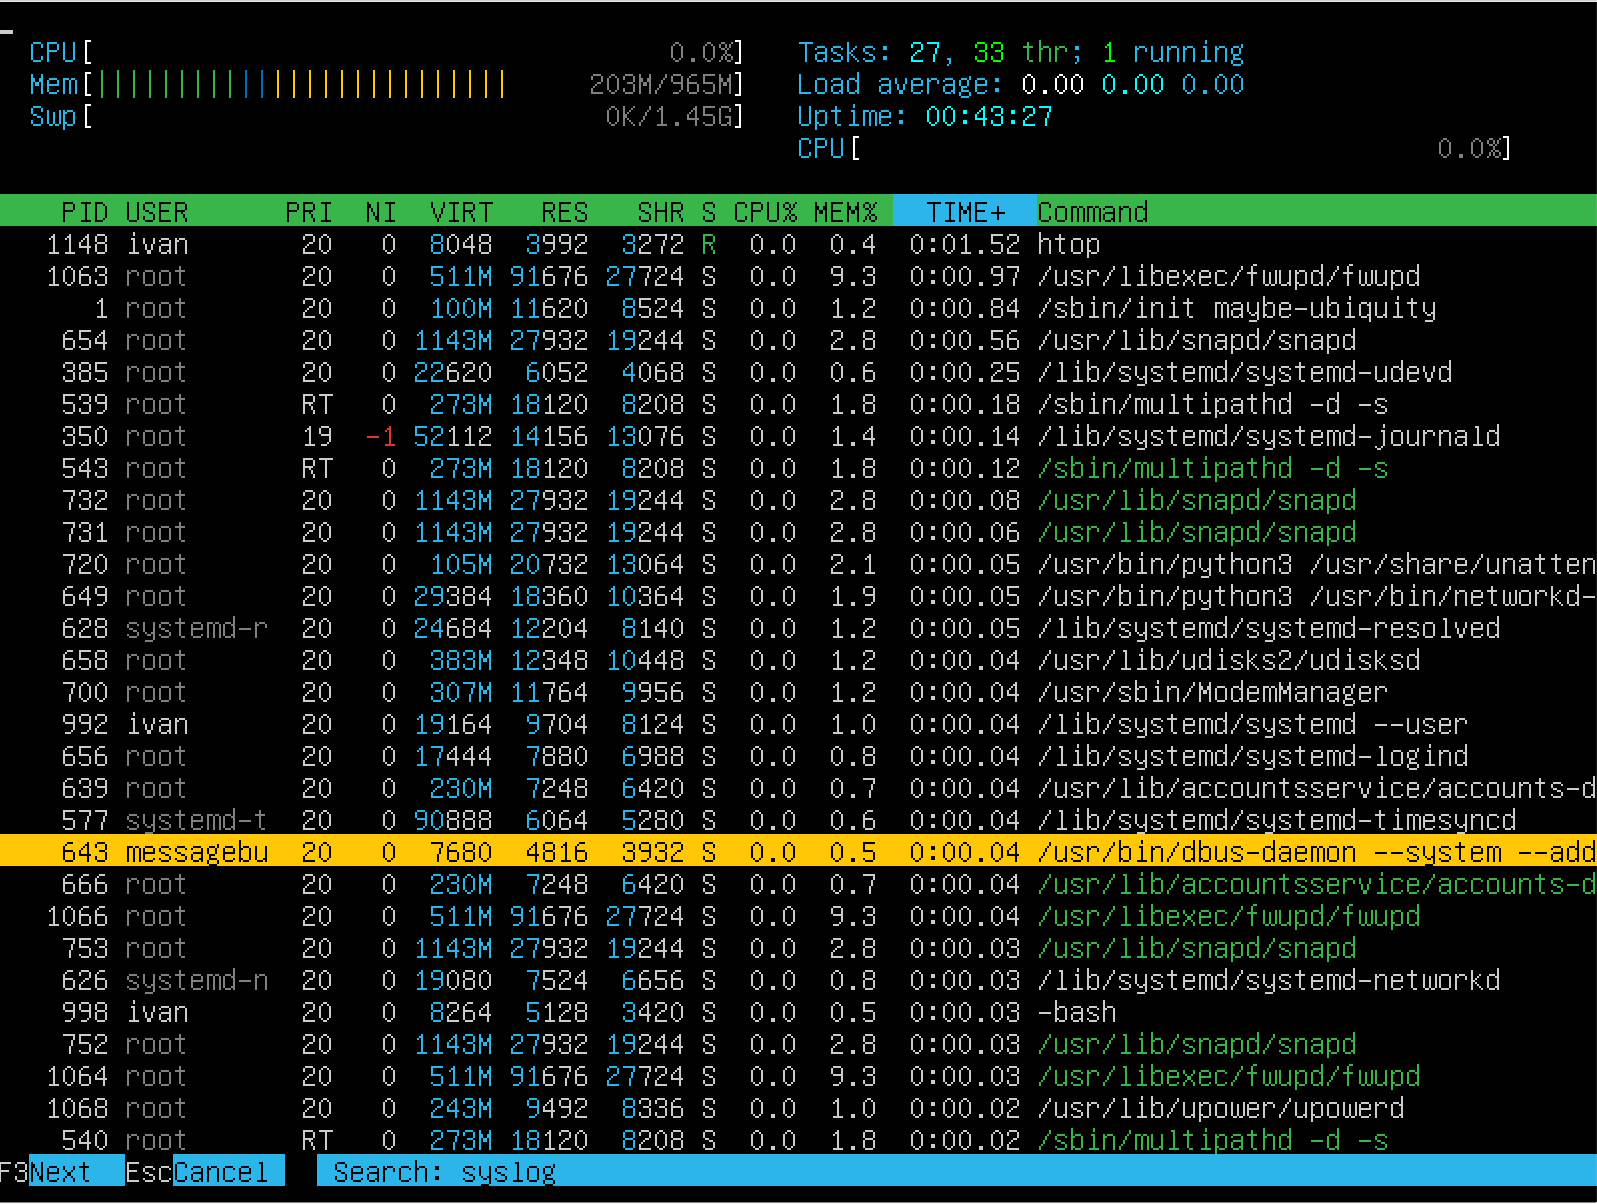 CPU[ 0.0%] Tasks: 27, 33 thr; 1 running
Mem[|||||||||||||||||||||||||| 203M/965M] Load average: 0.00 0.00 0.00
Swp[ 0K/1.45G] Uptime: 00:43:27
CPU[ 0.0%]
PID USER PRI NI VIRT RES SHR S CPU% MEM% TIME+ Command
1148 ivan 20 0 8048 3992 3272 R 0.0 0.4 0:01.52 htop
1063 root 20 0 511M 91676 27724 S 0.0 9.3 0:00.97 /usr/libexec/fwupd/fwupd
1 root 20 0 100M 11620 8524 S 0.0 1.2 0:00.84 /sbin/init maybe-ubiquity
654 root 20 0 1143M 27932 19244 S 0.0 2.8 0:00.56 /usr/lib/snapd/snapd
385 root 20 0 22620 6052 4068 S 0.0 0.6 0:00.25 /lib/systemd/systemd-udevd
539 root RT 0 273M 18120 8208 S 0.0 1.8 0:00.18 /sbin/multipathd -d -s
350 root 19 -1 52112 14156 13076 S 0.0 1.4 0:00.14 /lib/systemd/systemd-journald
543 root RT 0 273M 18120 8208 S 0.0 1.8 0:00.12 /sbin/multipathd -d -s
732 root 20 0 1143M 27932 19244 S 0.0 2.8 0:00.08 /usr/lib/snapd/snapd
731 root 20 0 1143M 27932 19244 S 0.0 2.8 0:00.06 /usr/lib/snapd/snapd
720 root 20 0 105M 20732 13064 S 0.0 2.1 0:00.05 /usr/bin/python3 /usr/share/unatten
649 root 20 0 29384 18360 10364 S 0.0 1.9 0:00.05 /usr/bin/python3 /usr/bin/networkd-
628 systemd-r 20 0 24684 12204 8140 S 0.0 1.2 0:00.05 /lib/systemd/systemd-resolved
658 root 20 0 383M 12348 10448 S 0.0 1.2 0:00.04 /usr/lib/udisks2/udisksd
700 root 20 0 307M 11764 9956 S 0.0 1.2 0:00.04 /usr/sbin/ModemManager
992 ivan 20 0 19164 9704 8124 S 0.0 1.0 0:00.04 /lib/systemd/systemd --user
656 root 20 0 17444 7880 6988 S 0.0 0.8 0:00.04 /lib/systemd/systemd-logind
639 root 20 0 230M 7248 6420 S 0.0 0.7 0:00.04 /usr/lib/accountsservice/accounts-d
577 systemd-t 20 0 90888 6064 5280 S 0.0 0.6 0:00.04 /lib/systemd/systemd-timesyncd
643 messagebu 20 0 7680 4816 3932 S 0.0 0.5 0:00.04 /usr/bin/dbus-daemon --system --add
666 root 20 0 230M 7248 6420 S 0.0 0.7 0:00.04 /usr/lib/accountsservice/accounts-d
1066 root 20 0 511M 91676 27724 S 0.0 9.3 0:00.04 /usr/libexec/fwupd/fwupd
753 root 20 0 1143M 27932 19244 S 0.0 2.8 0:00.03 /usr/lib/snapd/snapd
626 systemd-n 20 0 19080 7524 6656 S 0.0 0.8 0:00.03 /lib/systemd/systemd-networkd
998 ivan 20 0 8264 5128 3420 S 0.0 0.5 0:00.03 -bash
752 root 20 0 1143M 27932 19244 S 0.0 2.8 0:00.03 /usr/lib/snapd/snapd
1064 root 20 0 511M 91676 27724 S 0.0 9.3 0:00.03 /usr/libexec/fwupd/fwupd
1068 root 20 0 243M 9492 8336 S 0.0 1.0 0:00.02 /usr/lib/upower/upowerd
540 root RT 0 273M 18120 8208 S 0.0 1.8 0:00.02 /sbin/multipathd -d -s
F3Next EscCancel Search: syslog